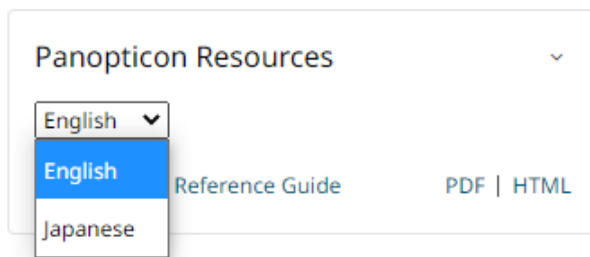 Panopticon Resources
English
English
Reference Guide PDF | HTML
Japanese